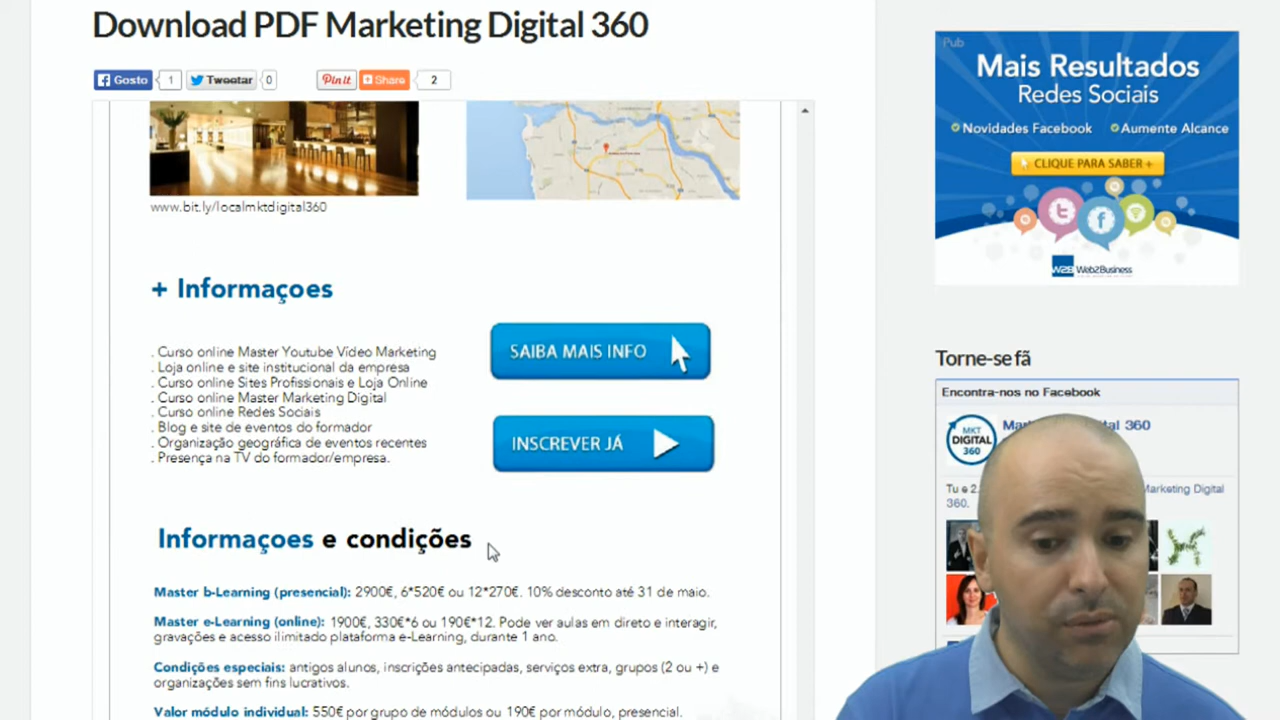 Download PDF Marketing Digital 360
Gosto 1 Tweetar 0 Pin it Share 2
www.bit.ly/localmktdigital360
+ Informaçoes
. Curso online Master Youtube Vídeo Marketing
. Loja online e site institucional da empresa
. Curso online Sites Profissionais e Loja Online
. Curso online Master Marketing Digital
. Curso online Redes Sociais
. Blog e site de eventos do formador
. Organização geográfica de eventos recentes
. Presença na TV do formador/empresa.
SAIBA MAIS INFO
INSCREVER JÁ
Informaçoes e condições
Master b-Learning (presencial): 2900€, 6*520€ ou 12*270€. 10% desconto até 31 de maio.
Master e-Learning (online): 1900€, 330€*6 ou 190€*12. Pode ver aulas em direto e interagir,
gravações e acesso ilimitado plataforma e-Learning, durante 1 ano.
Condições especiais: antigos alunos, inscrições antecipadas, serviços extra, grupos (2 ou +) e
organizações sem fins lucrativos.
Valor módulo individual: 550€ por grupo de módulos ou 190€ por módulo, presencial.
Pub
Mais Resultados
Redes Sociais
Novidades Facebook Aumente Alcance
CLIQUE PARA SABER +
W2B Web2Business
Torne-se fã
Encontra-nos no Facebook
MKT
DIGITAL
360
360
Tu e 2. Marketing Digital
360.